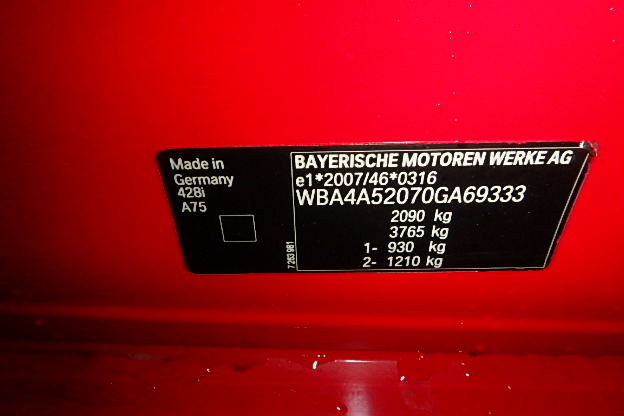 Made in
Germany
428i
A75
7 263 981
BAYERISCHE MOTOREN WERKE AG
e1*2007/46*0316
WBA4A52070GA69333
2090 kg
3765 kg
1- 930 kg
2- 1210 kg